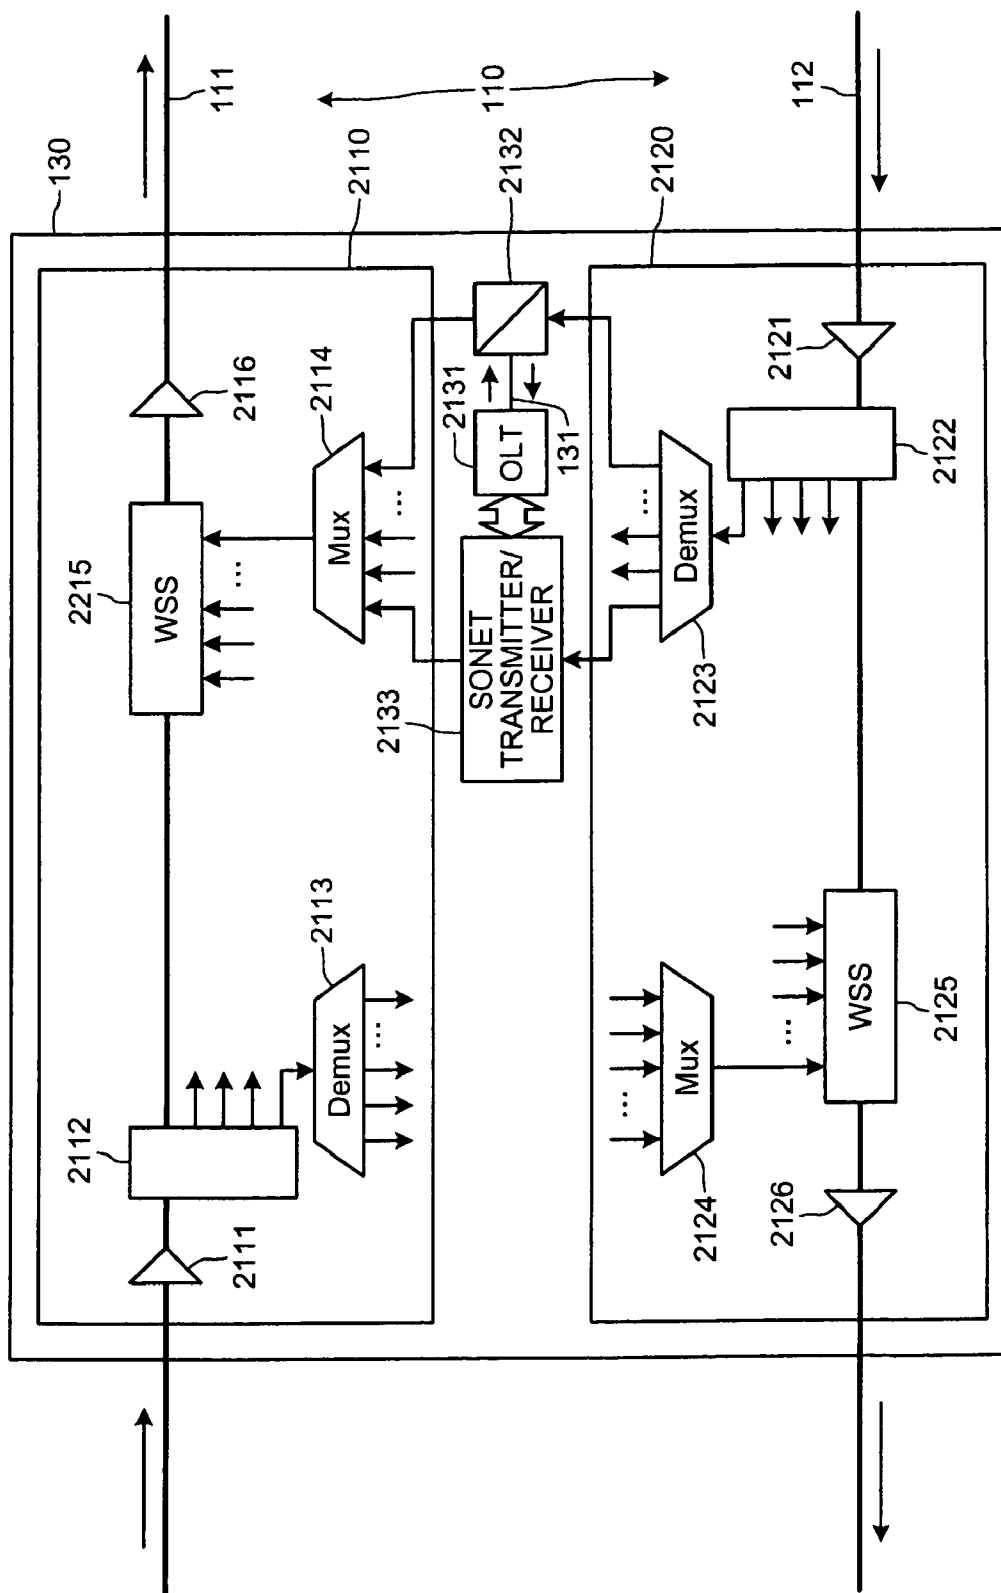 130
111
2110
110
2132
2120
112
2116
2114
2131
OLT
131
2121
2122
2215
WSS
Mux
...
...
...
SONET
TRANSMITTER/
RECEIVER
2133
Demux
2123
2112
2111
2113
Demux
...
...
...
Mux
2124
WSS
2125
2126